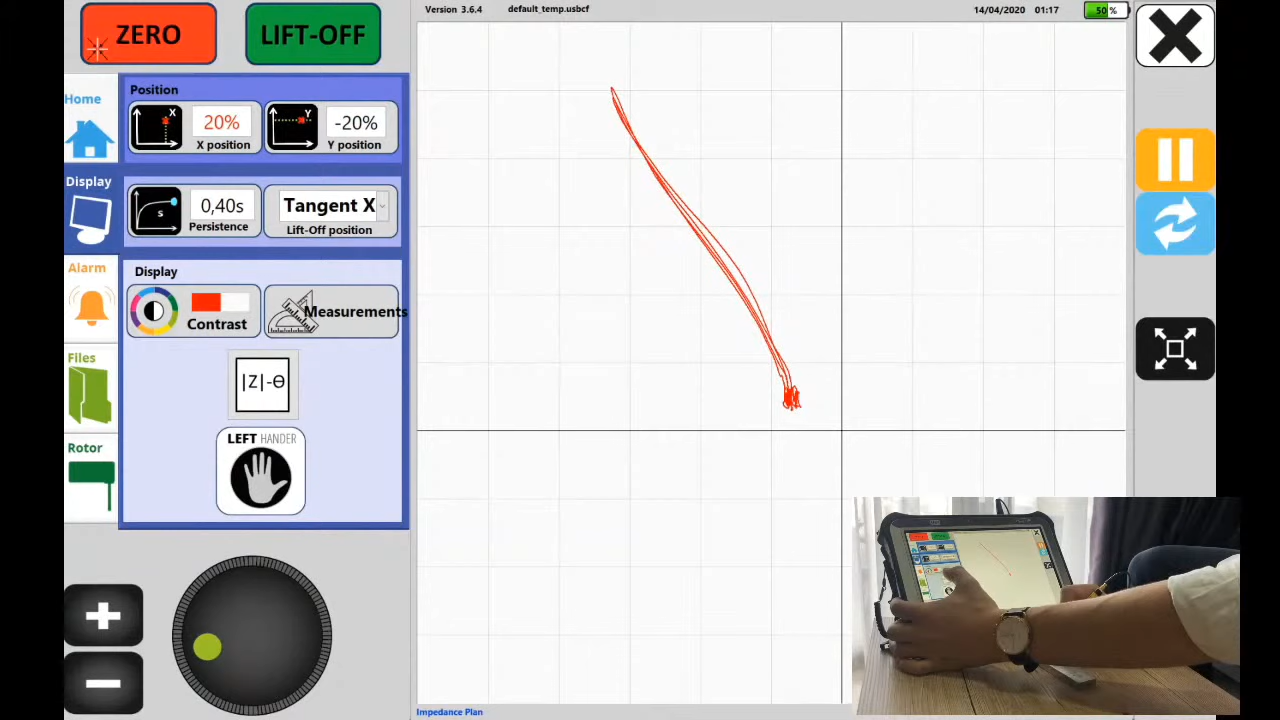 ZERO
LIFT-OFF
Version 3.6.4
default_temp.usbcf
14/04/2020 01:17
50 %
Home
Position
X
20%
X position
Y
-20%
Y position
Display
s
0,40s
Persistence
Tangent X
Lift-Off position
Alarm
Display
Contrast
Measurements
Files
|Z|-Θ
LEFT HANDER
Rotor
+
−
Impedance Plan